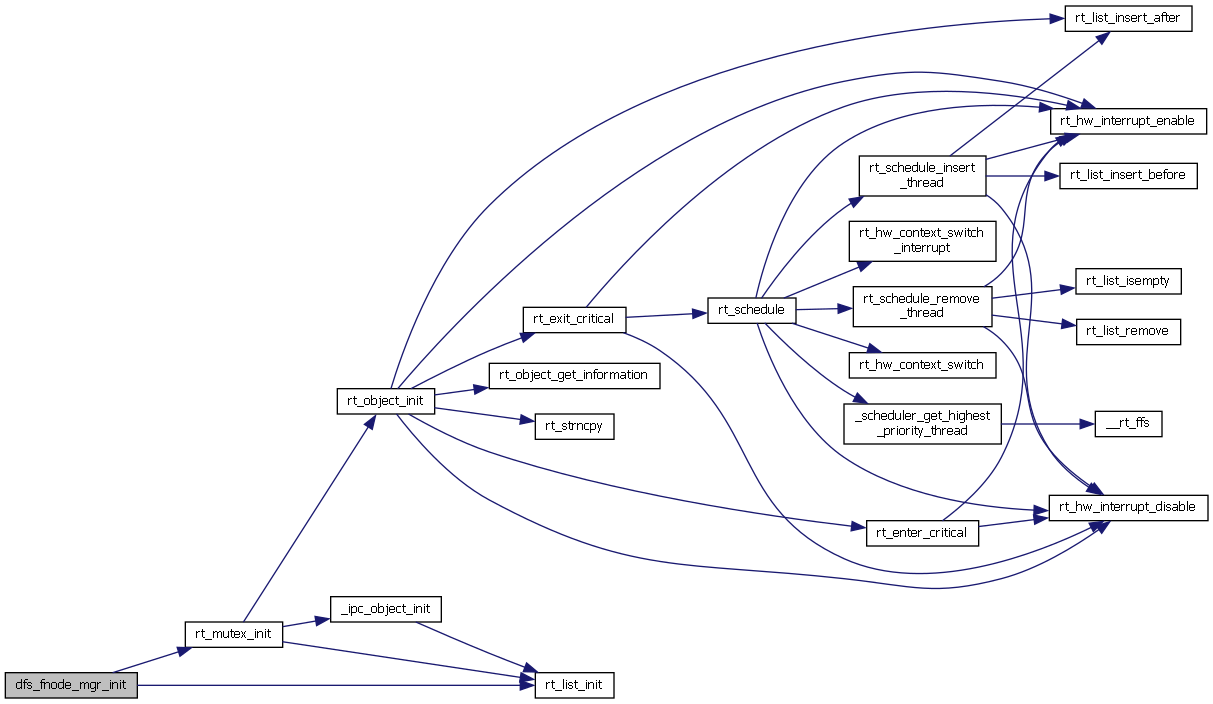 rt_list_insert_after
rt_hw_interrupt_enable
rt_schedule_insert
_thread
rt_list_insert_before
rt_hw_context_switch
_interrupt
rt_list_isempty
rt_schedule_remove
_thread
rt_schedule
rt_exit_critical
rt_list_remove
rt_hw_context_switch
rt_object_get_information
rt_object_init
_scheduler_get_highest
_priority_thread
__rt_ffs
rt_strncpy
rt_hw_interrupt_disable
rt_enter_critical
_ipc_object_init
rt_mutex_init
dfs_fnode_mgr_init
rt_list_init